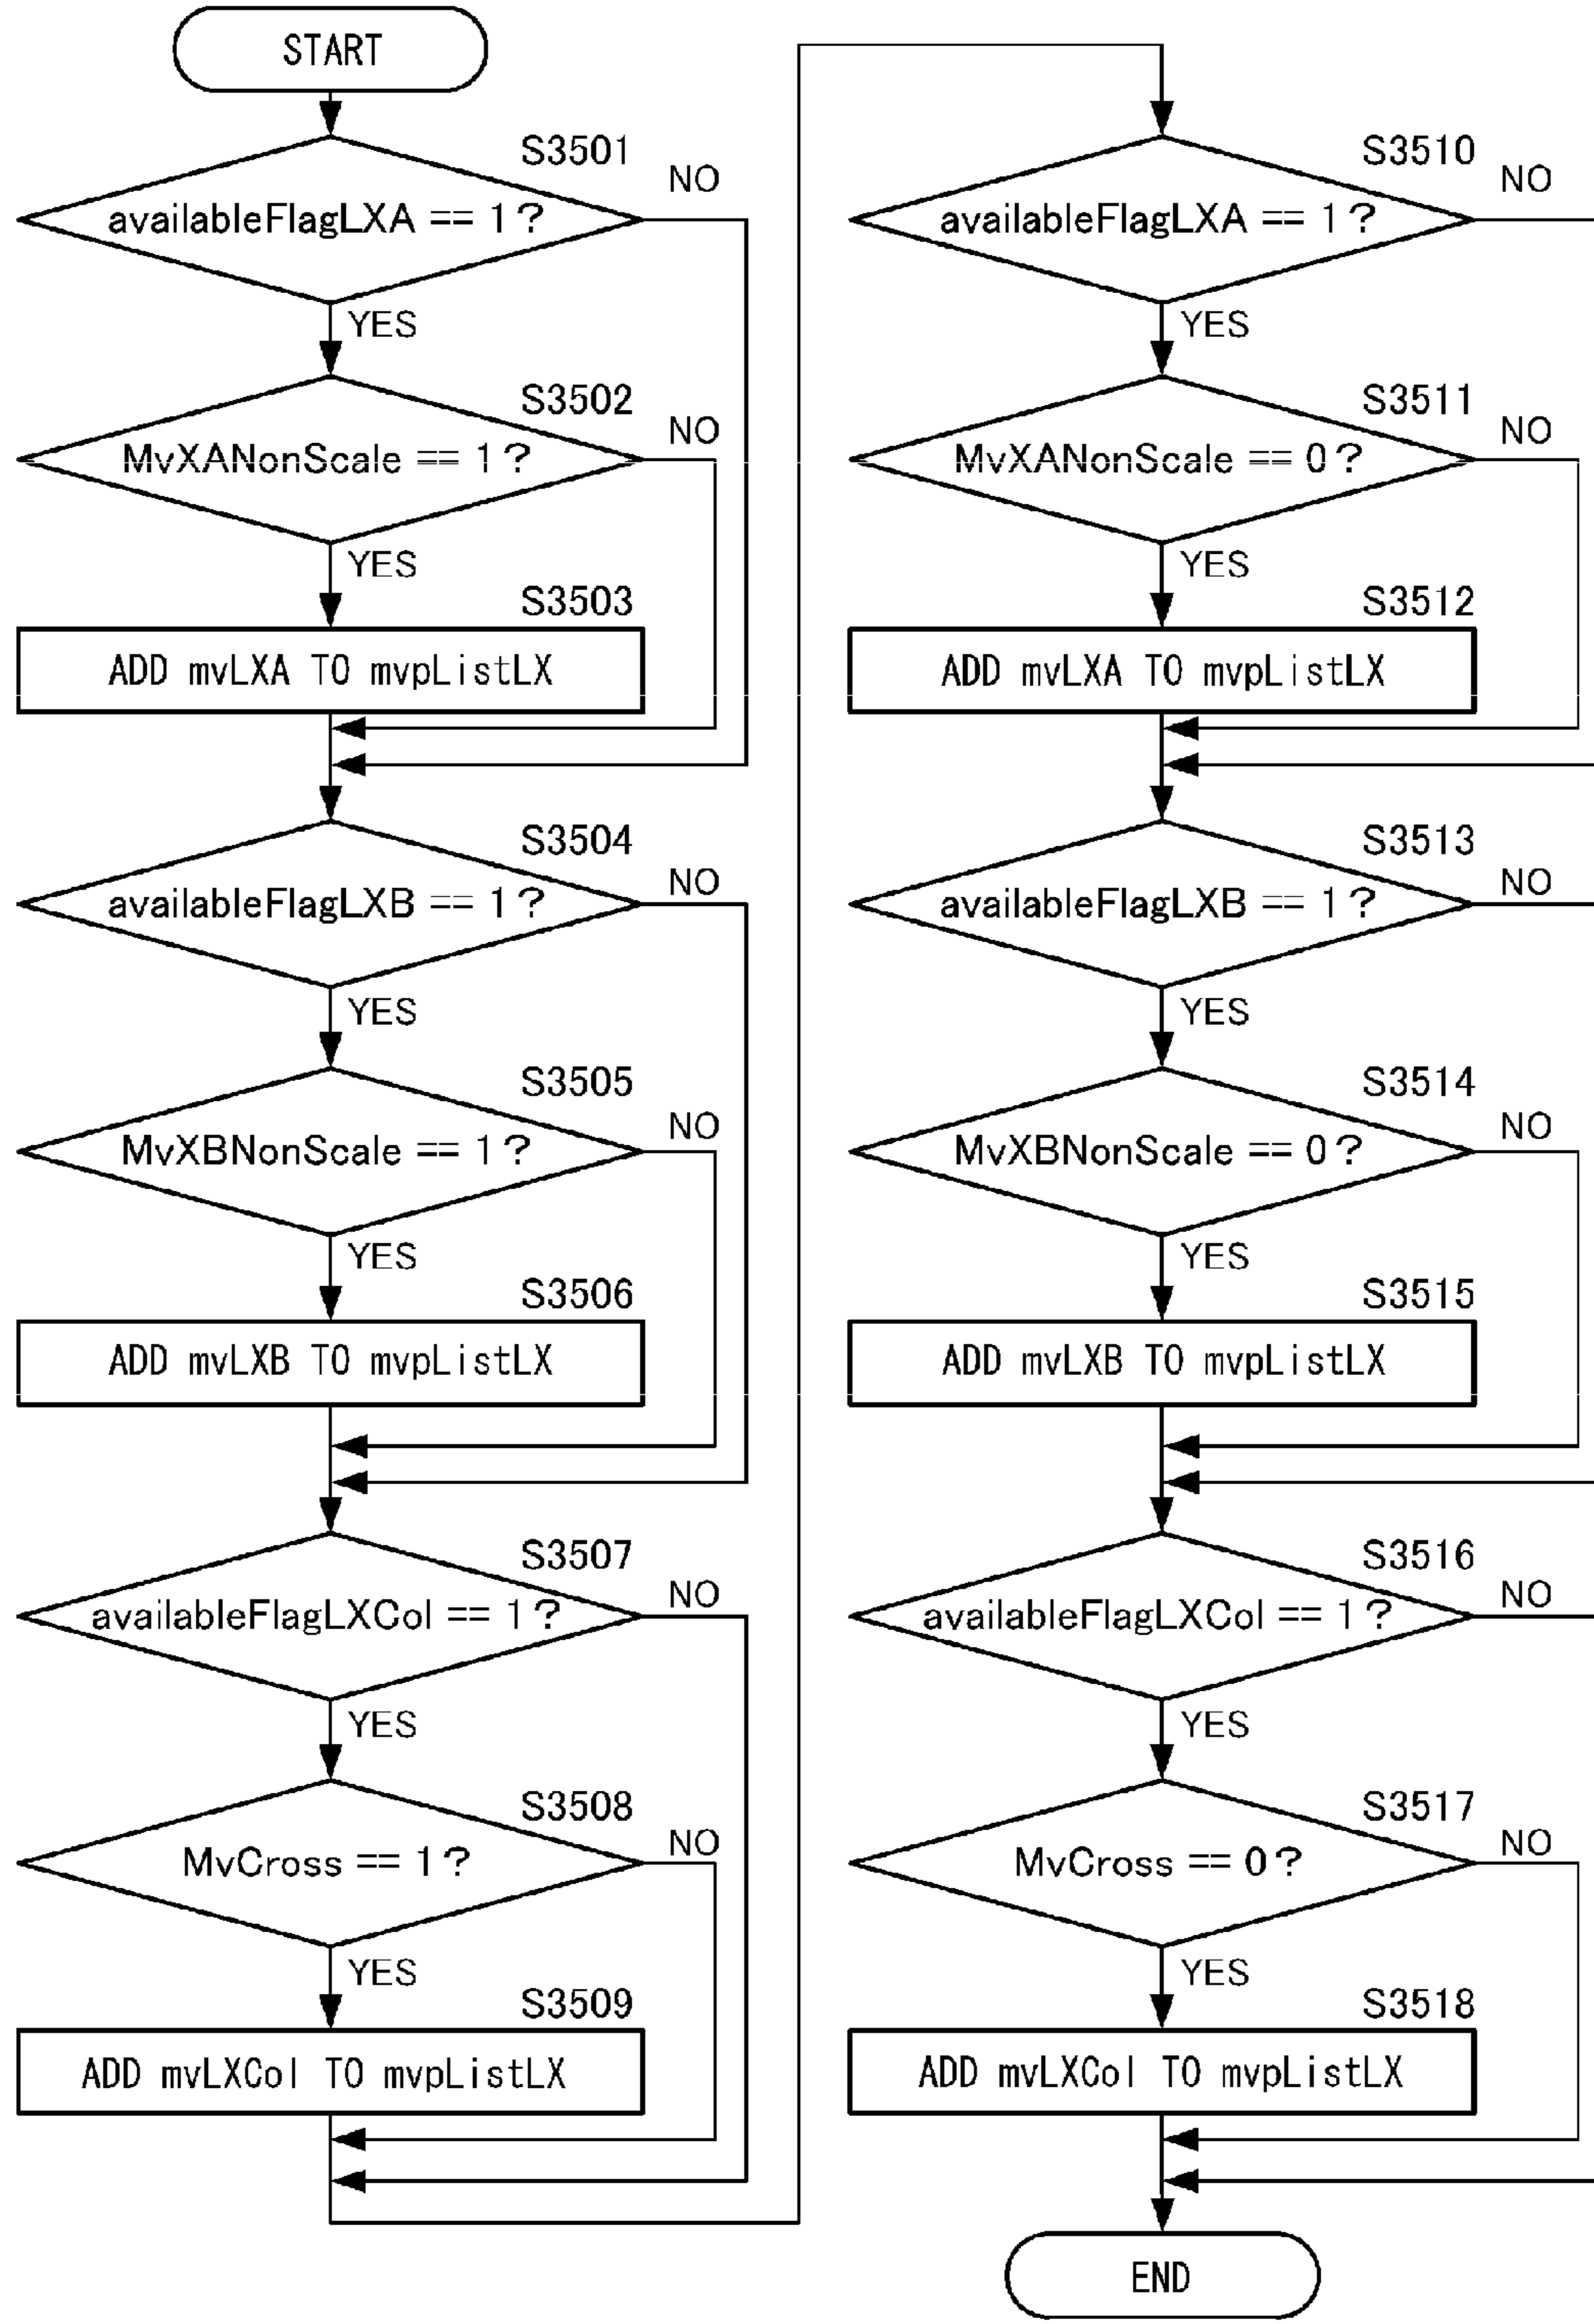 START
S3501
NO
availableFlagLXA == 1?
YES
S3502
NO
MvXANonScale == 1?
YES
S3503
ADD mvLXA TO mvpListLX
S3504
NO
availableFlagLXB == 1?
YES
S3505
NO
MvXBNonScale == 1?
YES
S3506
ADD mvLXB TO mvpListLX
S3507
NO
availableFlagLXCol == 1?
YES
S3508
NO
MvCross == 1?
YES
S3509
ADD mvLXCol TO mvpListLX
S3510
NO
availableFlagLXA == 1?
YES
S3511
NO
MvXANonScale == 0?
YES
S3512
ADD mvLXA TO mvpListLX
S3513
NO
availableFlagLXB == 1?
YES
S3514
NO
MvXBNonScale == 0?
YES
S3515
ADD mvLXB TO mvpListLX
S3516
NO
availableFlagLXCol == 1?
YES
S3517
NO
MvCross == 0?
YES
S3518
ADD mvLXCol TO mvpListLX
END